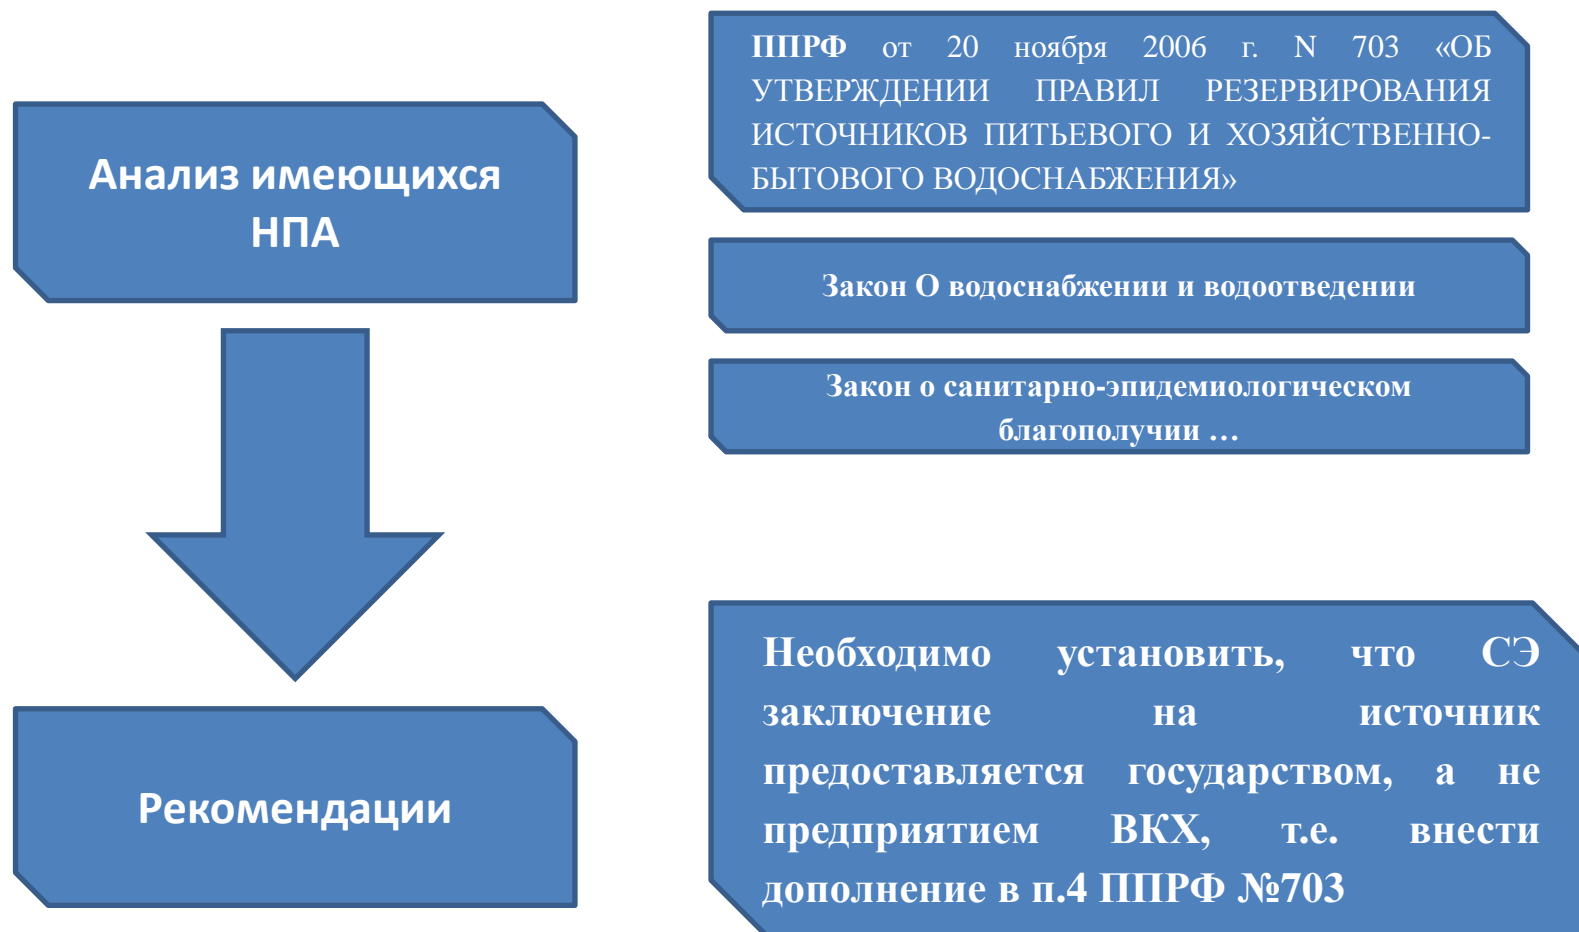 Анализ имеющихся
НПА
ППРФ от 20 ноября 2006 г. N 703 «ОБ
УТВЕРЖДЕНИИ ПРАВИЛ РЕЗЕРВИРОВАНИЯ
ИСТОЧНИКОВ ПИТЬЕВОГО И ХОЗЯЙСТВЕННО-
БЫТОВОГО ВОДОСНАБЖЕНИЯ»
Закон О водоснабжении и водоотведении
Закон о санитарно-эпидемиологическом
благополучии …
Рекомендации
Необходимо установить, что СЭ
заключение на источник
предоставляется государством, а не
предприятием ВКХ, т.е. внести
дополнение в п.4 ППРФ №703